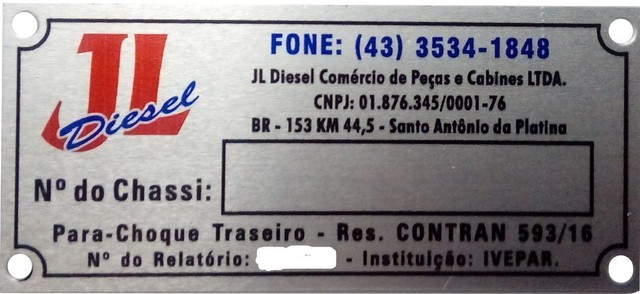 JL
Diesel
FONE: (43) 3534-1848
JL Diesel Comércio de Peças e Cabines LTDA.
CNPJ: 01.876.345/0001-76
BR - 153 KM 44,5 - Santo Antônio da Platina
Nº do Chassi:
Para-Choque Traseiro - Res. CONTRAN 593/16
Nº do Relatório: - Instituição: IVEPAR.